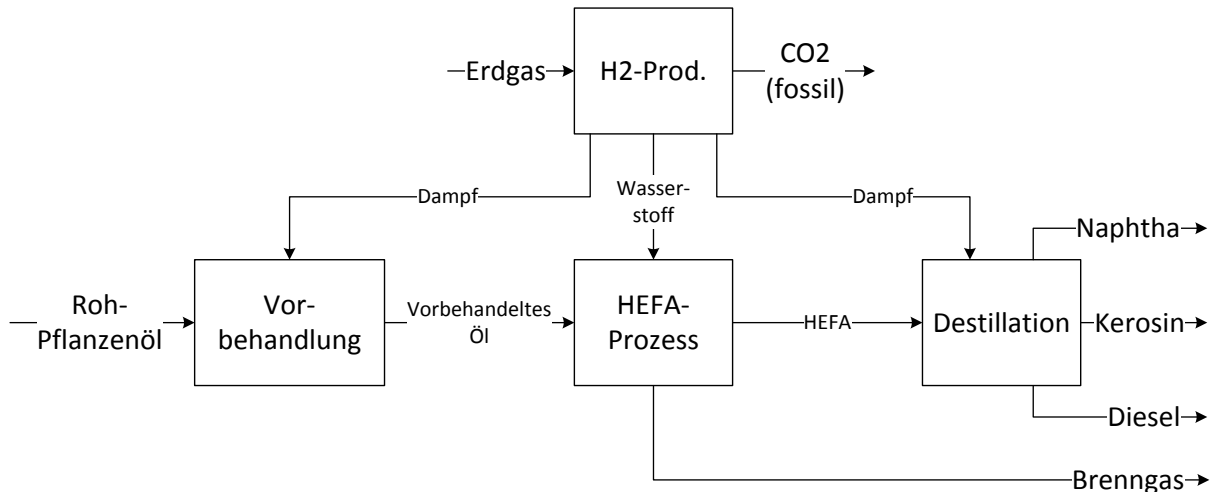 Erdgas
H2-Prod.
CO2
(fossil)
Dampf
Wasser-
stoff
Dampf
Naphtha
Roh-
Pflanzenöl
Vor-
behandlung
Vorbehandeltes
Öl
HEFA-
Prozess
HEFA
Destillation
Kerosin
Diesel
Brenngas